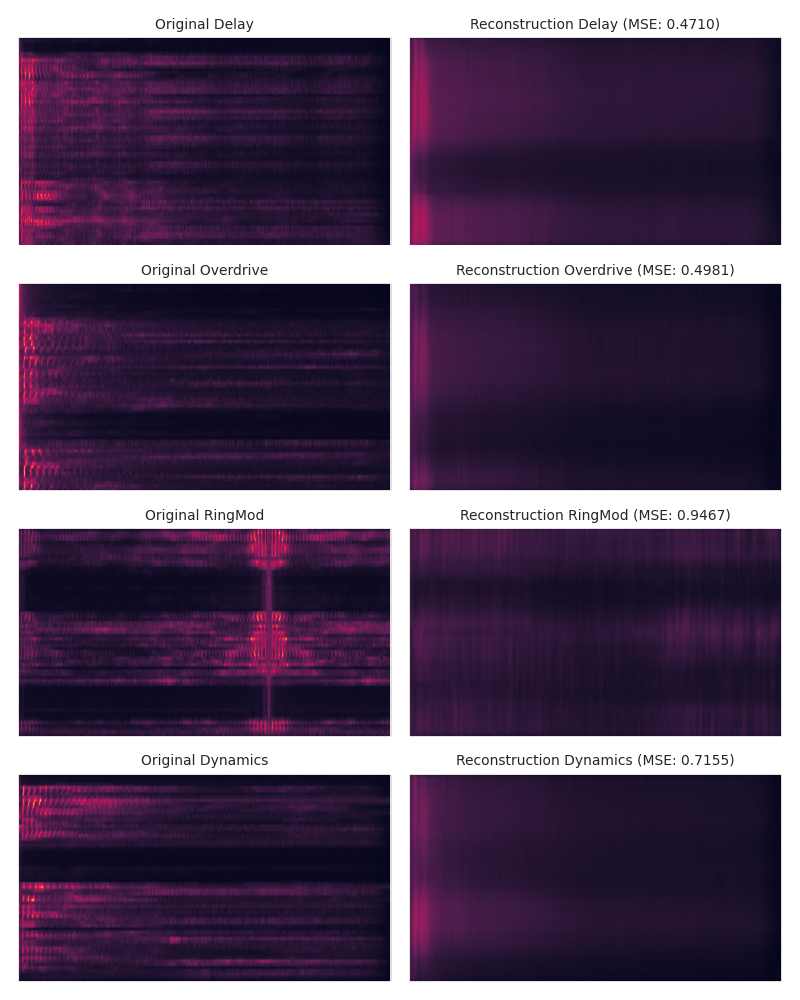 Original Delay
Reconstruction Delay (MSE: 0.4710)
Original Overdrive
Reconstruction Overdrive (MSE: 0.4981)
Original RingMod
Reconstruction RingMod (MSE: 0.9467)
Original Dynamics
Reconstruction Dynamics (MSE: 0.7155)